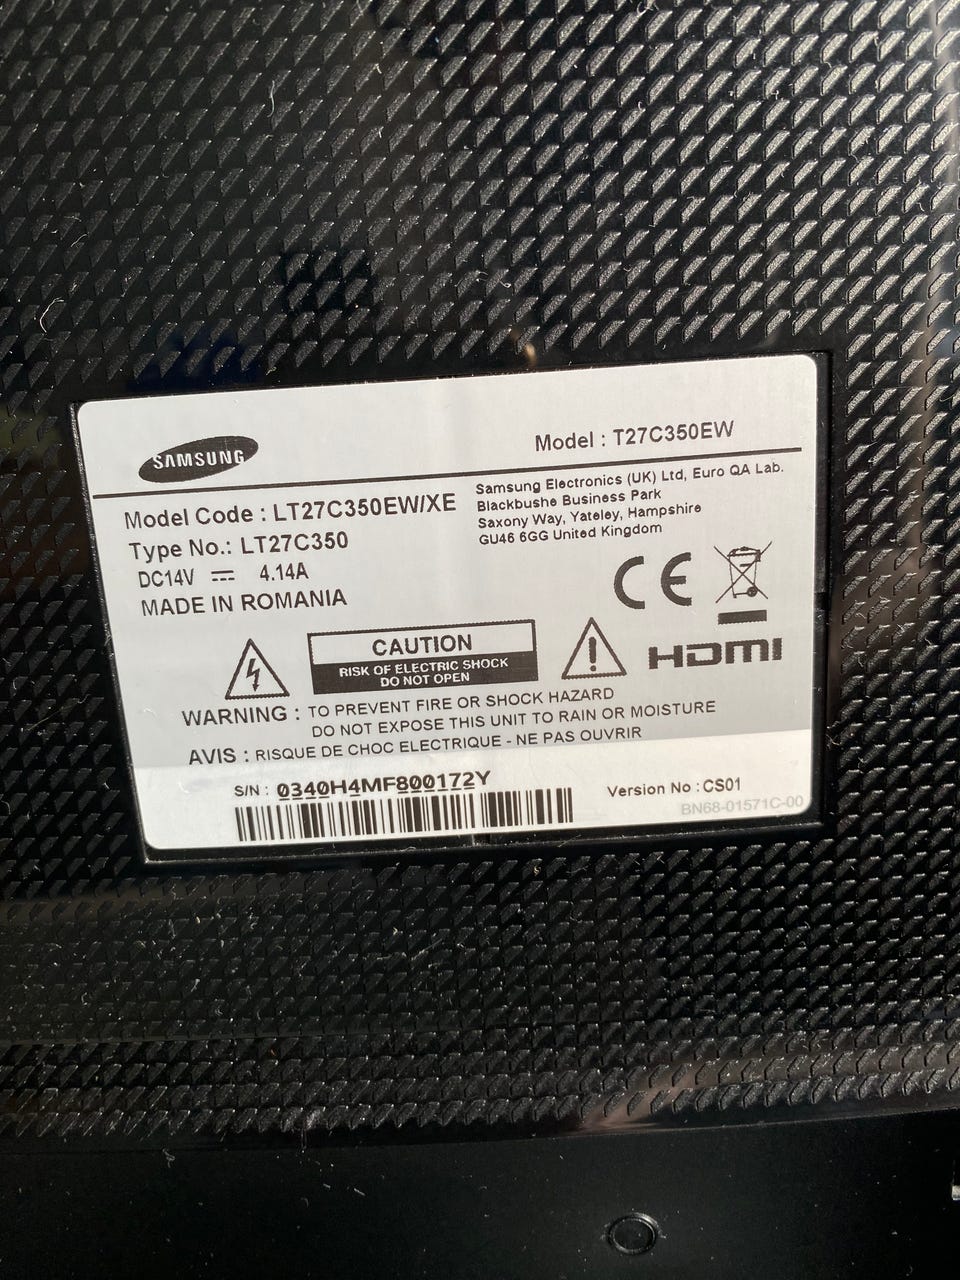 SAMSUNG
Model : T27C350EW
Model Code : LT27C350EW/XE
Type No.: LT27C350
DC14V ⎓ 4.14A
MADE IN ROMANIA
Samsung Electronics (UK) Ltd, Euro QA Lab.
Blackbushe Business Park
Saxony Way, Yateley, Hampshire
GU46 6GG United Kingdom
CE
CAUTION
RISK OF ELECTRIC SHOCK
DO NOT OPEN
HDMI
WARNING : TO PREVENT FIRE OR SHOCK HAZARD
DO NOT EXPOSE THIS UNIT TO RAIN OR MOISTURE
AVIS : RISQUE DE CHOC ELECTRIQUE - NE PAS OUVRIR
S/N : 0340H4MF800172Y
Version No : CS01
BN68-01571C-00